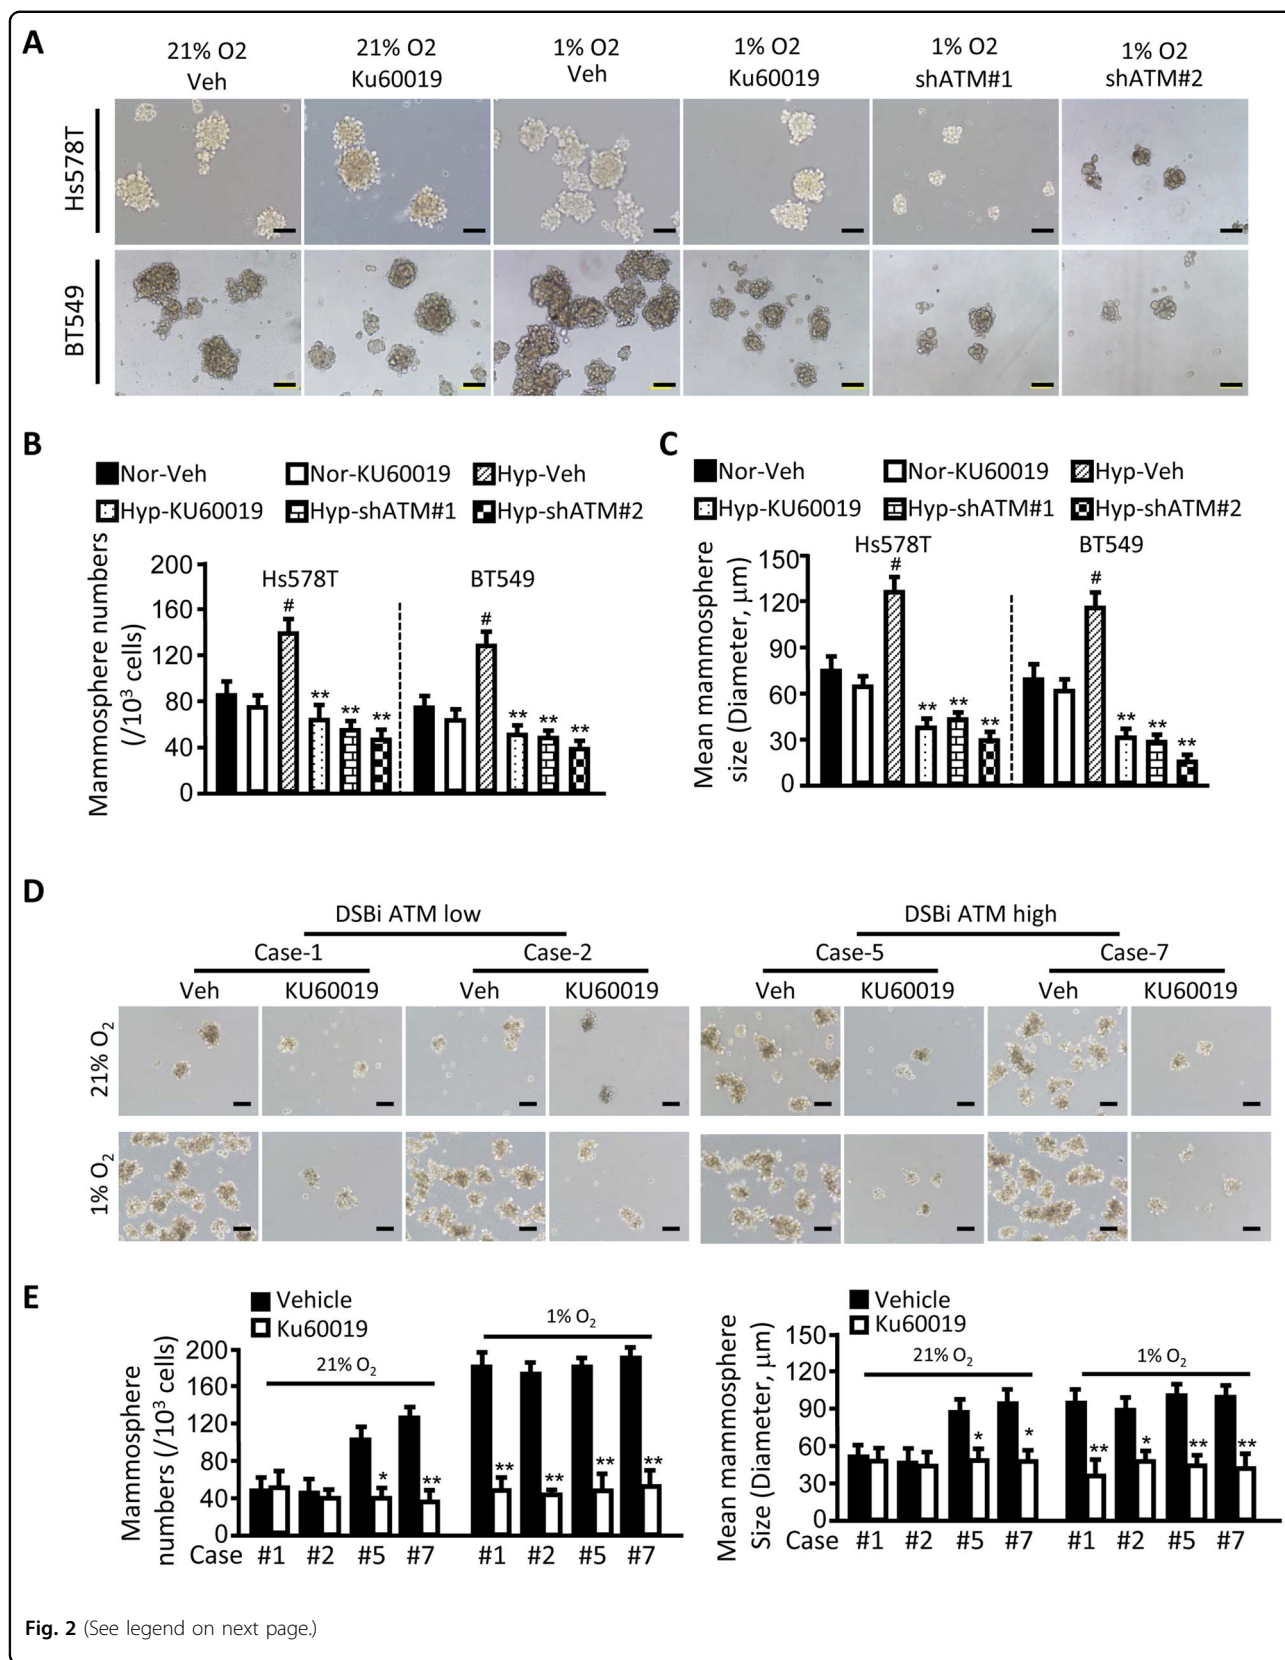 A
21% O2 Veh
21% O2 Ku60019
1% O2 Veh
1% O2 Ku60019
1% O2 shATM#1
1% O2 shATM#2
Hs578T
BT549
B
Nor-Veh
Nor-KU60019
Hyp-Veh
Hyp-KU60019
Hyp-shATM#1
Hyp-shATM#2
Mammosphere numbers
(/10³ cells)
200
160
120
80
40
0
Hs578T
BT549
#
**
**
**
#
**
**
**
C
Nor-Veh
Nor-KU60019
Hyp-Veh
Hyp-KU60019
Hyp-shATM#1
Hyp-shATM#2
Mean mammosphere
size (Diameter, μm)
150
120
90
60
30
0
Hs578T
BT549
#
**
**
**
#
**
**
**
D
DSBi ATM low
DSBi ATM high
Case-1
Case-2
Case-5
Case-7
Veh
KU60019
Veh
KU60019
Veh
KU60019
Veh
KU60019
21% O₂
1% O₂
E
Vehicle
Ku60019
Mammosphere
numbers (/10³ cells)
200
160
120
80
40
0
21% O₂
1% O₂
*
**
**
**
**
**
Case #1 #2 #5 #7 #1 #2 #5 #7
Vehicle
Ku60019
Mean mammosphere
Size (Diameter, μm)
150
120
90
60
30
0
21% O₂
1% O₂
*
*
**
*
**
**
Case #1 #2 #5 #7 #1 #2 #5 #7
Fig. 2 (See legend on next page.)